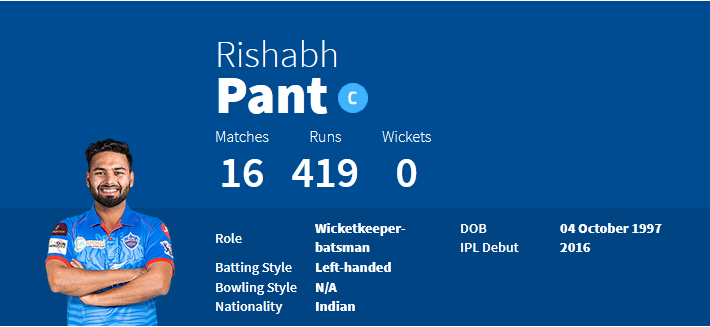 Rishabh
Pant C
Matches Runs Wickets
16 419 0
Role Wicketkeeper-
batsman
Batting Style Left-handed
Bowling Style N/A
Nationality Indian
DOB 04 October 1997
IPL Debut 2016